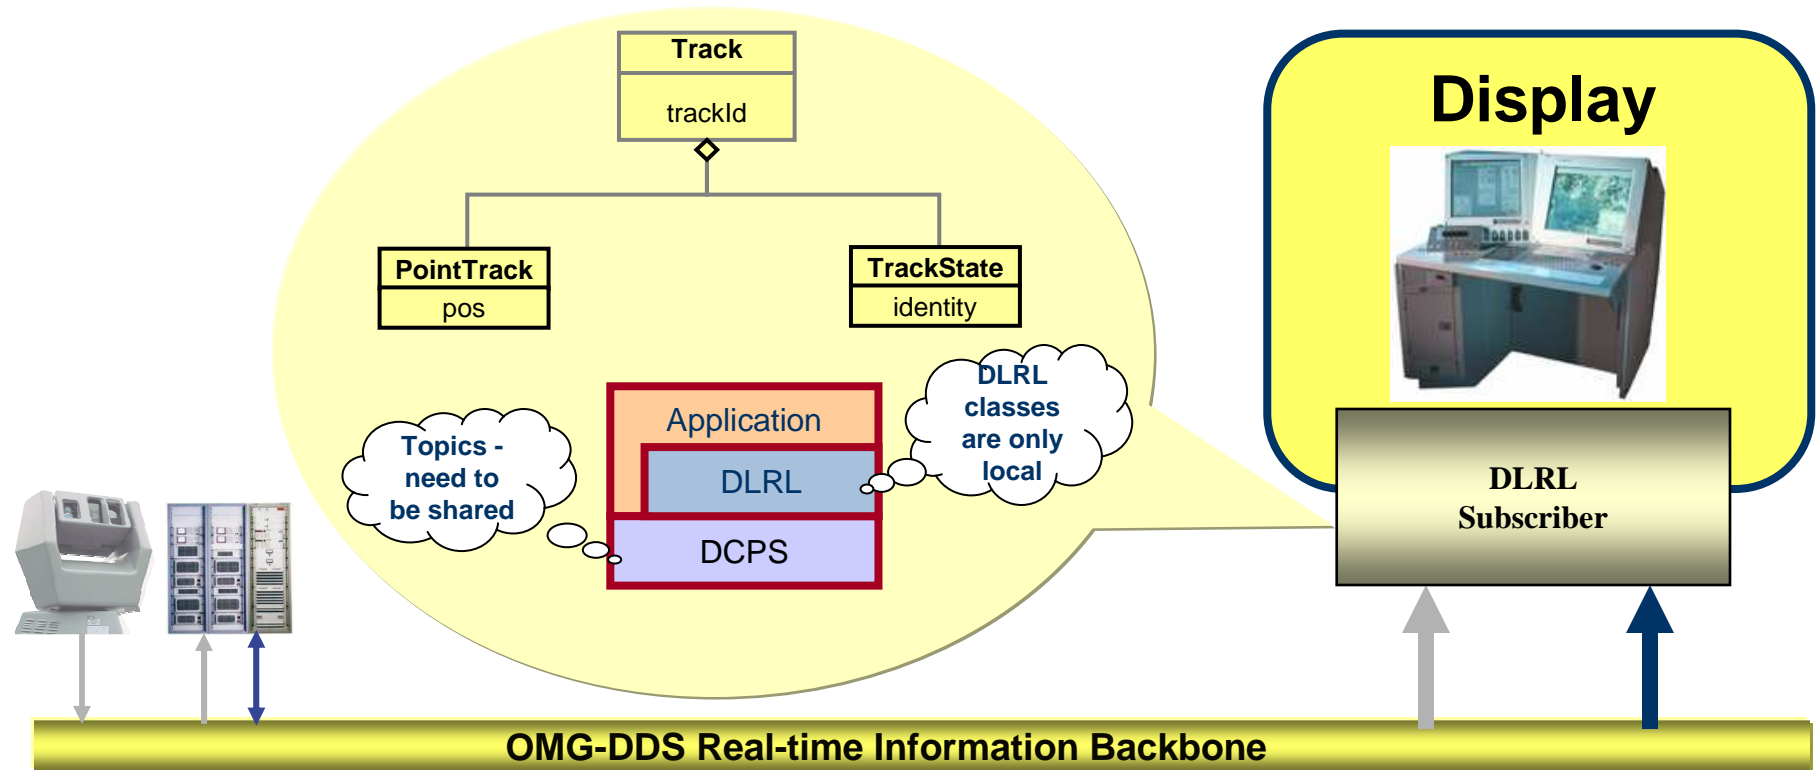 Track
trackId
PointTrack
pos
TrackState
identity
Application
DLRL
DCPS
Topics -
need to
be shared
DLRL
classes
are only
local
Display
DLRL
Subscriber
OMG-DDS Real-time Information Backbone